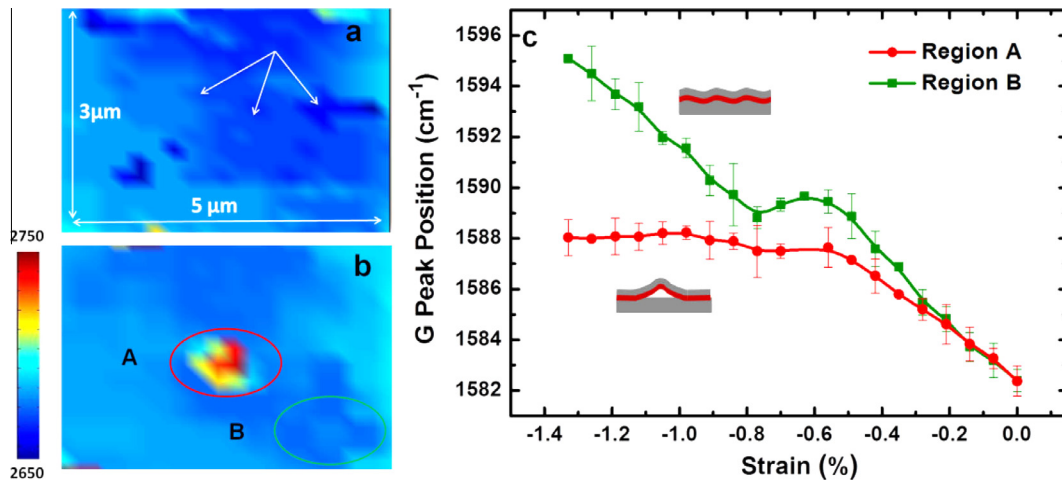 a
3μm
5 μm
2750
b
A
B
2650
c
1596
1594
1592
1590
1588
1586
1584
1582
G Peak Position (cm⁻¹)
Region A
Region B
-1.4 -1.2 -1.0 -0.8 -0.6 -0.4 -0.2 0.0
Strain (%)